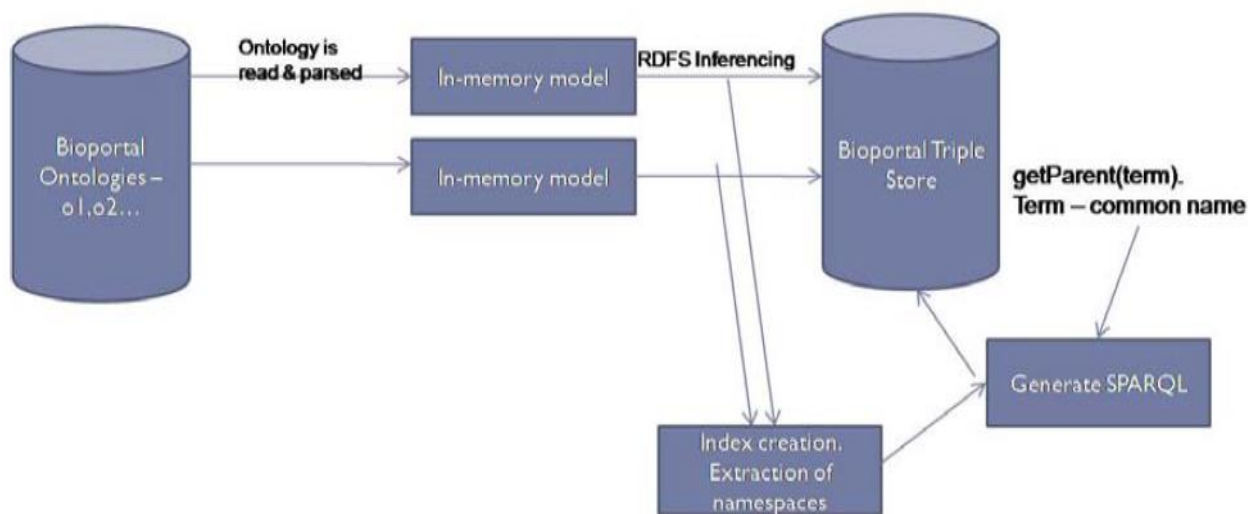 Ontology is
read & parsed
In-memory model
RDFS Inferencing
Bioportal
Ontologies –
o1,o2...
In-memory model
Bioportal Triple
Store
getParent(term).
Term – common name
Generate SPARQL
Index creation.
Extraction of
namespaces